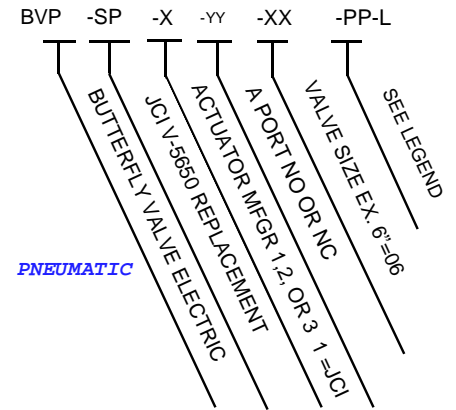 BVP -SP -X -YY -XX -PP-L
BUTTERFLY VALVE ELECTRIC
JCI V-5650 REPLACEMENT
ACTUATOR MFGR 1,2, OR 3 1=JCI
A PORT NO OR NC
VALVE SIZE EX. 6"=06
SEE LEGEND
PNEUMATIC